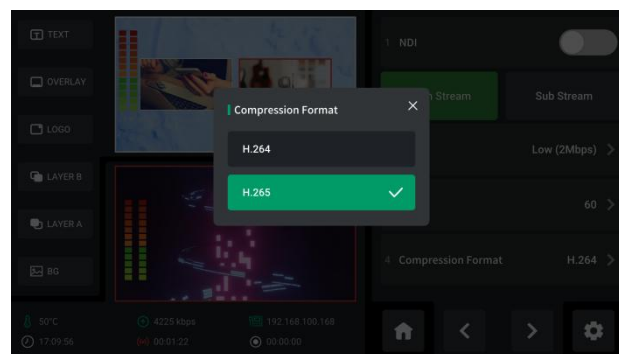 TEXT
OVERLAY
LOGO
LAYER B
LAYER A
BG
50°C
4225 kbps
192.168.100.168
17:09:56
00:01:22
00:00:00
1 NDI
Stream
Sub Stream
Low (2Mbps)
60
4 Compression Format H.264
Compression Format
H.264
H.265